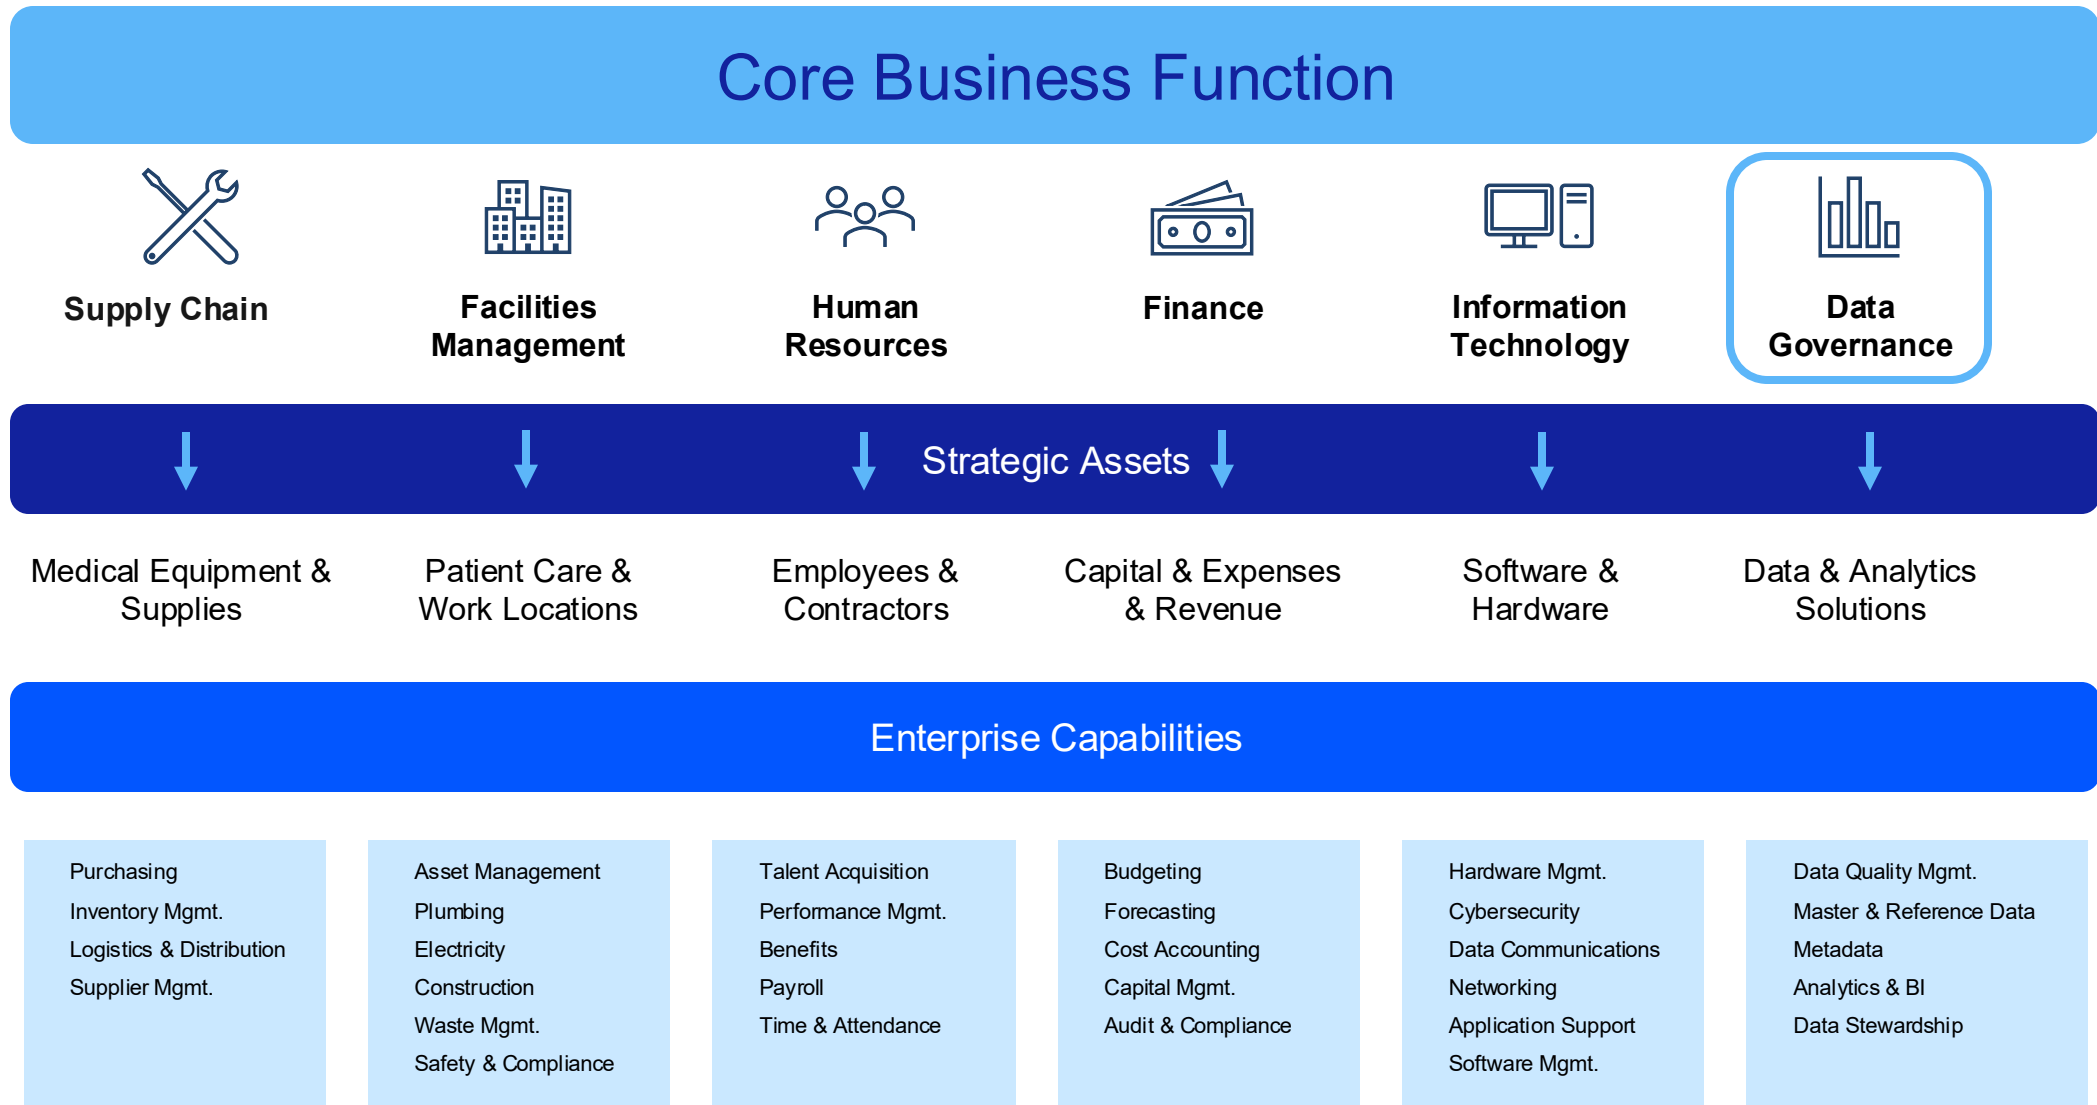 Core Business Function
Supply Chain
Facilities
Management
Human
Resources
Finance
Information
Technology
Data
Governance
Strategic Assets
Medical Equipment &
Supplies
Patient Care &
Work Locations
Employees &
Contractors
Capital & Expenses
& Revenue
Software &
Hardware
Data & Analytics
Solutions
Enterprise Capabilities
Purchasing
Inventory Mgmt.
Logistics & Distribution
Supplier Mgmt.
Asset Management
Plumbing
Electricity
Construction
Waste Mgmt.
Safety & Compliance
Talent Acquisition
Performance Mgmt.
Benefits
Payroll
Time & Attendance
Budgeting
Forecasting
Cost Accounting
Capital Mgmt.
Audit & Compliance
Hardware Mgmt.
Cybersecurity
Data Communications
Networking
Application Support
Software Mgmt.
Data Quality Mgmt.
Master & Reference Data
Metadata
Analytics & BI
Data Stewardship